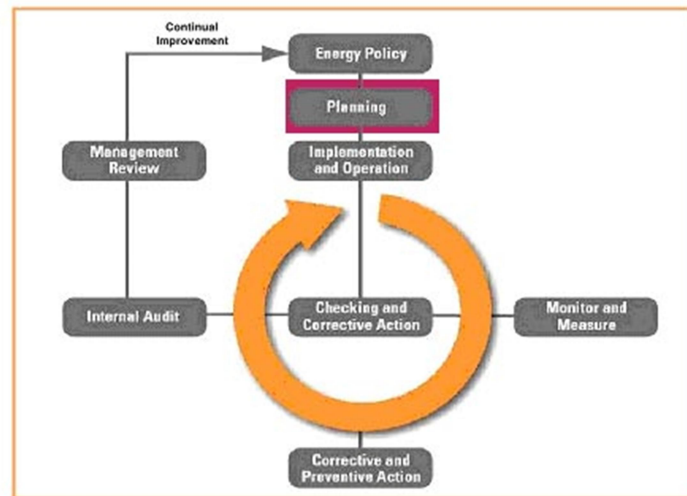 Continual
Improvement
Energy Policy
Planning
Management
Review
Implementation
and Operation
Internal Audit
Checking and
Corrective Action
Monitor and
Measure
Corrective and
Preventive Action